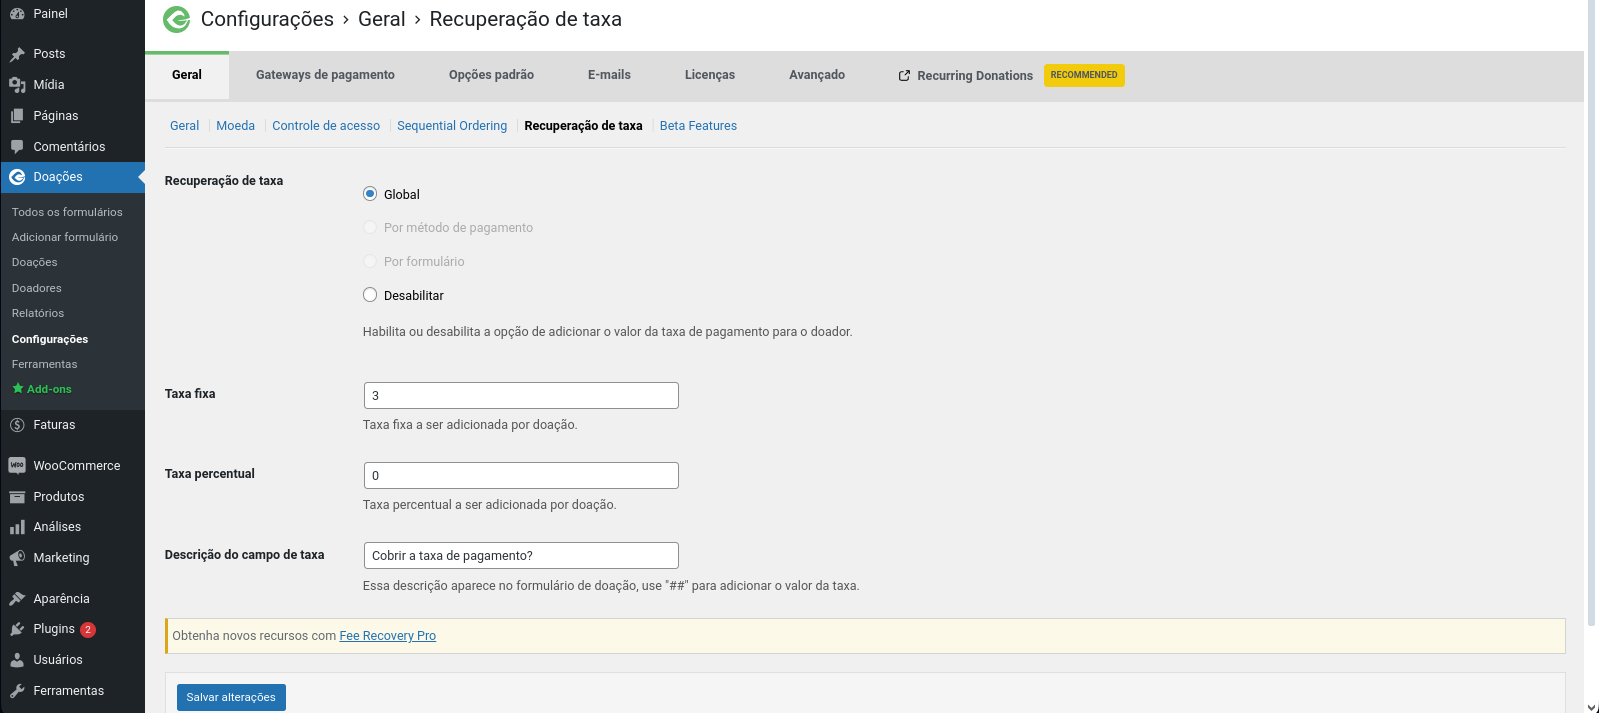 Configurações › Geral › Recuperação de taxa
Painel
Posts
Mídia
Páginas
Comentários
Doações
Todos os formulários
Adicionar formulário
Doações
Doadores
Relatórios
Configurações
Ferramentas
Add-ons
Faturas
WooCommerce
Produtos
Análises
Marketing
Aparência
Plugins 2
Usuários
Ferramentas
Geral Gateways de pagamento Opções padrão E-mails Licenças Avançado Recurring Donations RECOMMENDED
Geral Moeda Controle de acesso Sequential Ordering Recuperação de taxa Beta Features
Recuperação de taxa
Global
Por método de pagamento
Por formulário
Desabilitar
Habilita ou desabilita a opção de adicionar o valor da taxa de pagamento para o doador.
Taxa fixa
3
Taxa fixa a ser adicionada por doação.
Taxa percentual
0
Taxa percentual a ser adicionada por doação.
Descrição do campo de taxa
Cobrir a taxa de pagamento?
Essa descrição aparece no formulário de doação, use "##" para adicionar o valor da taxa.
Obtenha novos recursos com Fee Recovery Pro
Salvar alterações